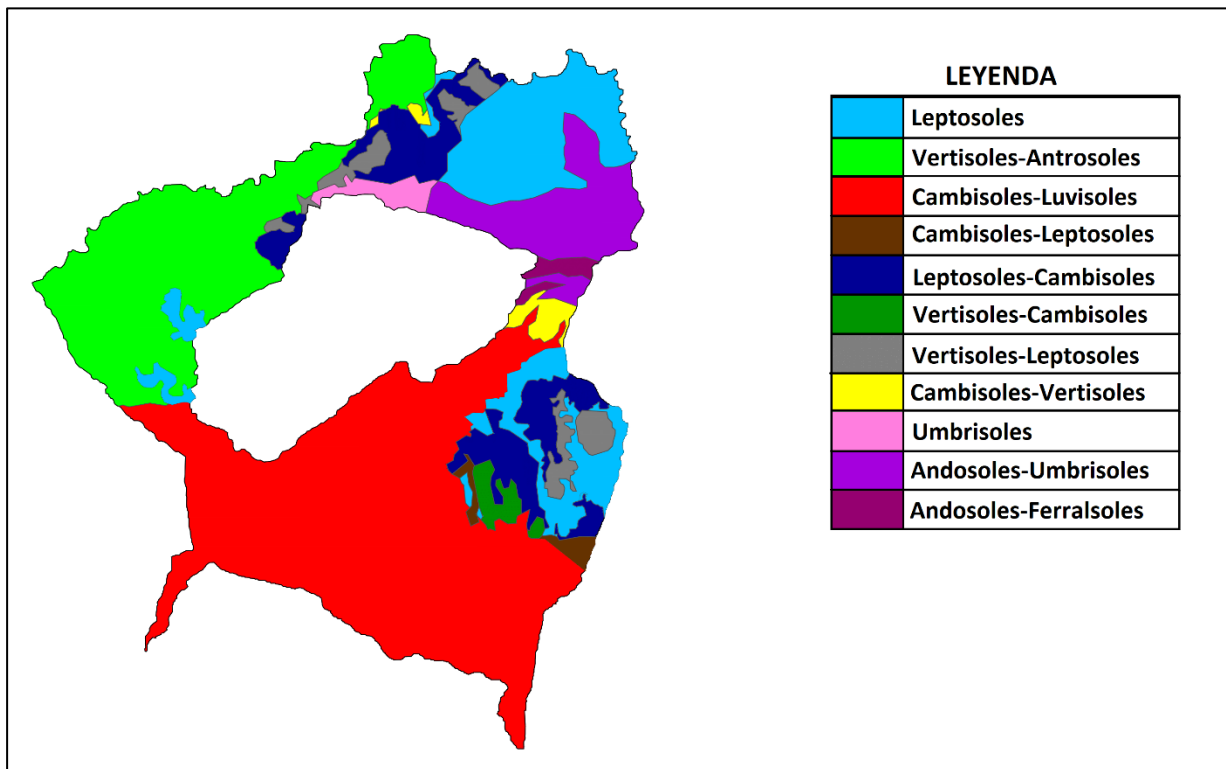 LEYENDA
Leptosoles
Vertisoles-Antrosoles
Cambisoles-Luvisoles
Cambisoles-Leptosoles
Leptosoles-Cambisoles
Vertisoles-Cambisoles
Vertisoles-Leptosoles
Cambisoles-Vertisoles
Umbrisoles
Andosoles-Umbrisoles
Andosoles-Ferralsoles